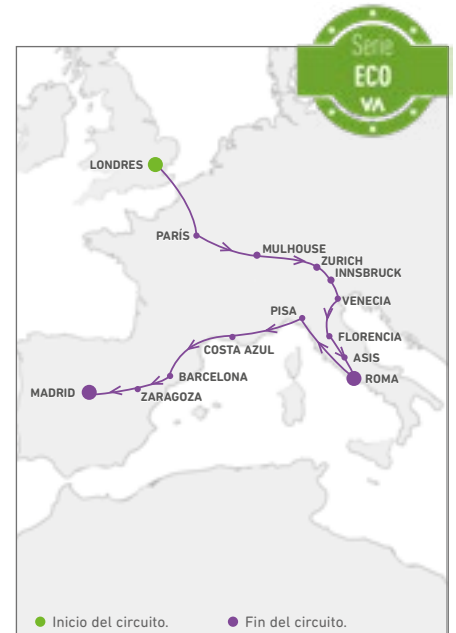 Serie
ECO
VA
LONDRES
PARÍS
MULHOUSE
ZURICH
INNSBRUCK
VENECIA
PISA
FLORENCIA
COSTA AZUL
ASIS
BARCELONA
ROMA
MADRID
ZARAGOZA
Inicio del circuito.
Fin del circuito.